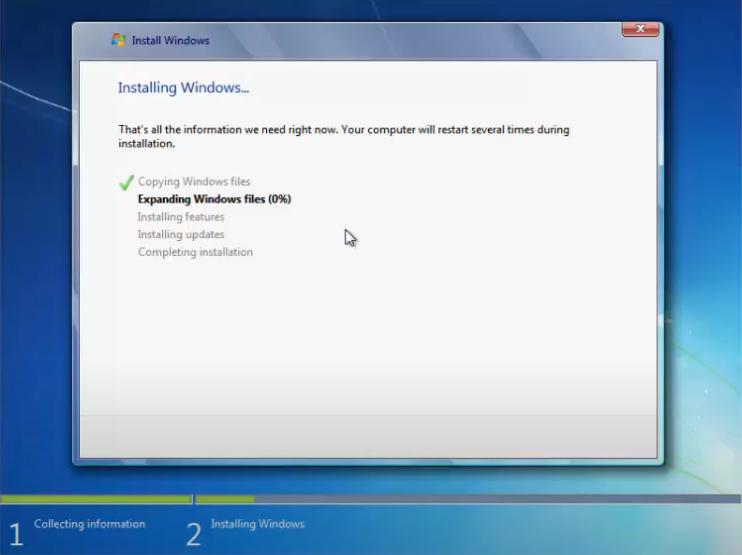 Install Windows
Installing Windows...
That's all the information we need right now. Your computer will restart several times during
installation.
Copying Windows files
Expanding Windows files (0%)
Installing features
Installing updates
Completing installation
1 Collecting information 2 Installing Windows